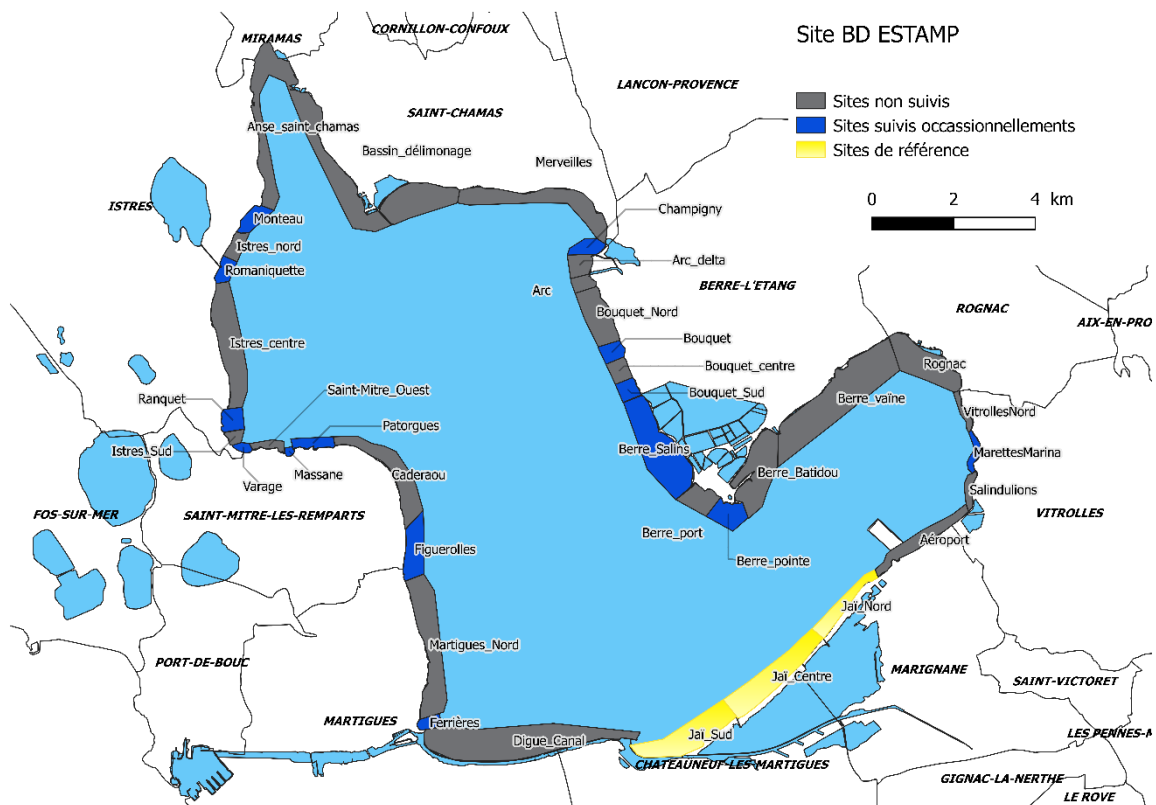 CORNILLON-CONFOUX
MIRAMAS
Site BD ESTAMP
LANCON-PROVENCE
Sites non suivis
SAINT-CHAMAS
Anse_saint_chamas
Sites suivis occassionnellements
Bassin_délimonage
Sites de référence
Merveilles
0 2 4 km
ISTRES
Champigny
Monteau
Istres_nord
Arc_delta
Romaniquette
BERRE-L'ETANG
Arc
ROGNAC
Bouquet_Nord
AIX-EN-PRO
Bouquet
Istres_centre
Bouquet_centre
Rognac
Saint-Mitre_Ouest
Bouquet_Sud
Ranquet
Berre_vaïne
VitrollesNord
Patorgues
Istres_Sud
Berre_Salins
MarettesMarina
Massane
Caderaou
Berre_Batidou
Varage
Salindulions
FOS-SUR-MER
SAINT-MITRE-LES-REMPARTS
VITROLLES
Berre_port
Aéroport
Figuerolles
Berre_pointe
Jaï_Nord
Martigues_Nord
PORT-DE-BOUC
MARIGNANE
Jaï_Centre
SAINT-VICTORET
MARTIGUES
Ferrières
Jaï_Sud
LES PENNES-M
Digue_Canal
CHATEAUNEUF-LES-MARTIGUES
GIGNAC-LA-NERTHE
LE ROVE